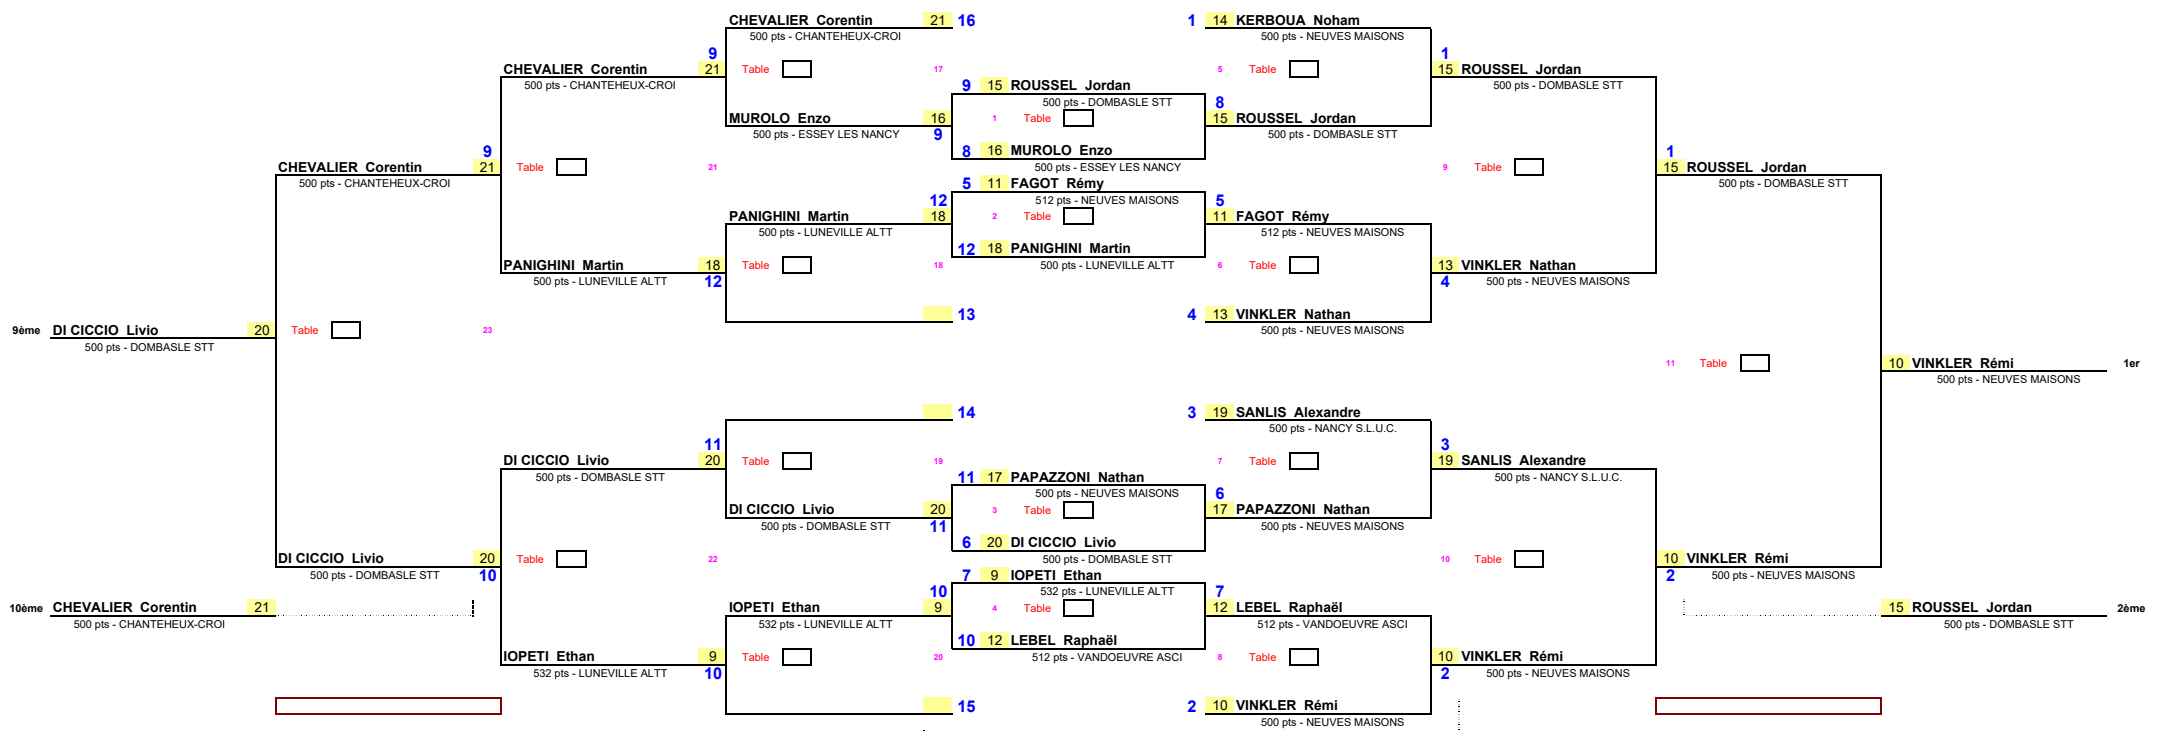 CHEVALIER Corentin 21 16 1 14 KERBOUA Noham
500 pts - CHANTEHEUX-CROI 500 pts - NEUVES MAISONS
9 1
CHEVALIER Corentin 21 Table 17 5 Table 15 ROUSSEL Jordan
500 pts - CHANTEHEUX-CROI 9 15 ROUSSEL Jordan 500 pts - DOMBASLE STT
500 pts - DOMBASLE STT 8
MUROLO Enzo 16 1 Table 15 ROUSSEL Jordan
500 pts - ESSEY LES NANCY 9 500 pts - DOMBASLE STT
9 8 16 MUROLO Enzo 1
CHEVALIER Corentin 21 Table 21 500 pts - ESSEY LES NANCY 9 Table 15 ROUSSEL Jordan
500 pts - CHANTEHEUX-CROI 5 11 FAGOT Rémy 500 pts - DOMBASLE STT
12 512 pts - NEUVES MAISONS 5
PANIGHINI Martin 18 2 Table 11 FAGOT Rémy
500 pts - LUNEVILLE ALTT 512 pts - NEUVES MAISONS
12 18 PANIGHINI Martin
PANIGHINI Martin 18 Table 18 500 pts - LUNEVILLE ALTT 6 Table 13 VINKLER Nathan
500 pts - LUNEVILLE ALTT 12 4 500 pts - NEUVES MAISONS
13 4 13 VINKLER Nathan
9ème DI CICCIO Livio 20 Table 23 500 pts - NEUVES MAISONS
500 pts - DOMBASLE STT
11 Table 10 VINKLER Rémi 1er
500 pts - NEUVES MAISONS
14 3 19 SANLIS Alexandre
500 pts - NANCY S.L.U.C.
11 3
DI CICCIO Livio 20 Table 19 7 Table 19 SANLIS Alexandre
500 pts - DOMBASLE STT 11 17 PAPAZZONI Nathan 500 pts - NANCY S.L.U.C.
500 pts - NEUVES MAISONS 6
DI CICCIO Livio 20 3 Table 17 PAPAZZONI Nathan
500 pts - DOMBASLE STT 11 500 pts - NEUVES MAISONS
6 20 DI CICCIO Livio
DI CICCIO Livio 20 Table 22 500 pts - DOMBASLE STT 10 Table 10 VINKLER Rémi
500 pts - DOMBASLE STT 10 7 9 IOPETI Ethan 2 500 pts - NEUVES MAISONS
10 532 pts - LUNEVILLE ALTT 7
10ème CHEVALIER Corentin 21 IOPETI Ethan 9 4 Table 12 LEBEL Raphaël 15 ROUSSEL Jordan 2ème
500 pts - CHANTEHEUX-CROI 532 pts - LUNEVILLE ALTT 512 pts - VANDOEUVRE ASCI 500 pts - DOMBASLE STT
10 12 LEBEL Raphaël
IOPETI Ethan 9 Table 20 512 pts - VANDOEUVRE ASCI 8 Table 10 VINKLER Rémi
532 pts - LUNEVILLE ALTT 10 2 500 pts - NEUVES MAISONS
15 2 10 VINKLER Rémi
500 pts - NEUVES MAISONS